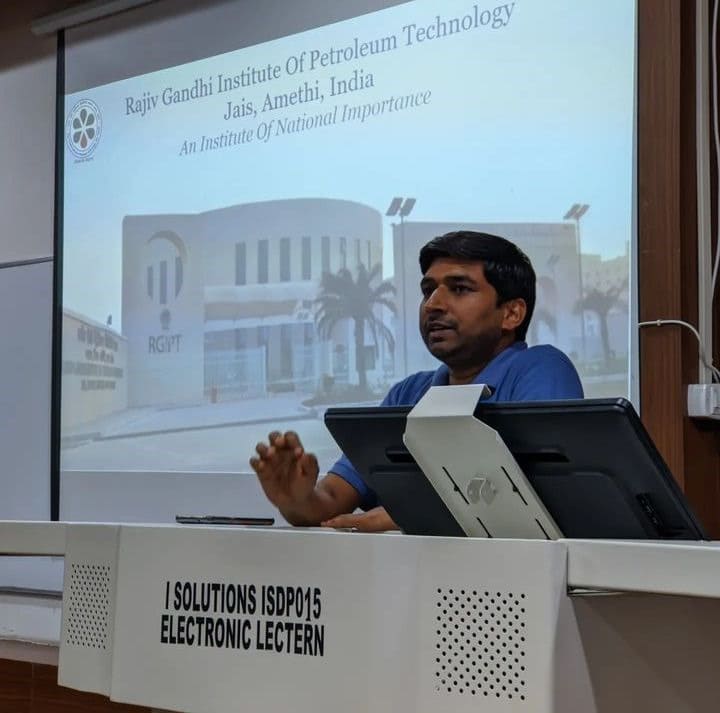 Rajiv Gandhi Institute Of Petroleum Technology
Jais, Amethi, India
An Institute Of National Importance
RGIPT
I SOLUTIONS ISDP015
ELECTRONIC LECTERN